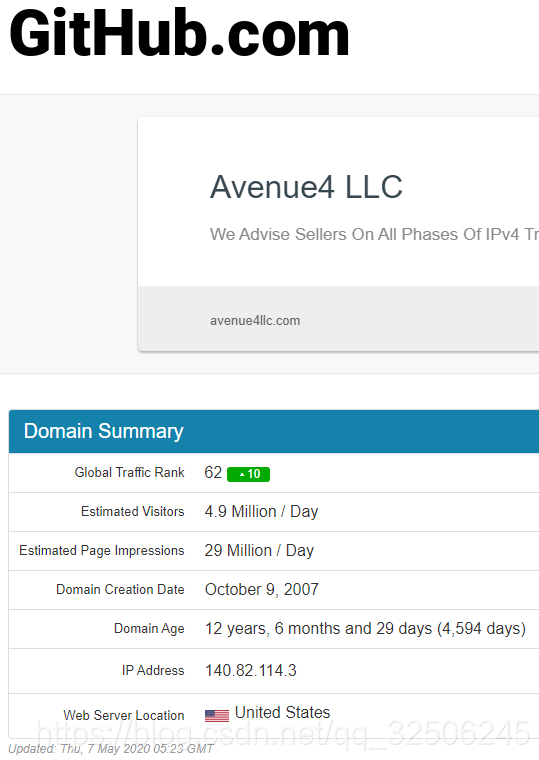 GitHub.com
Avenue4 LLC
We Advise Sellers On All Phases Of IPv4 Tr
avenue4llc.com
Domain Summary
Global Traffic Rank 62 ▲ 10
Estimated Visitors 4.9 Million / Day
Estimated Page Impressions 29 Million / Day
Domain Creation Date October 9, 2007
Domain Age 12 years, 6 months and 29 days (4,594 days)
IP Address 140.82.114.3
Web Server Location United States
https://blog.csdn.net/qq_32506245
Updated: Thu, 7 May 2020 05:23 GMT